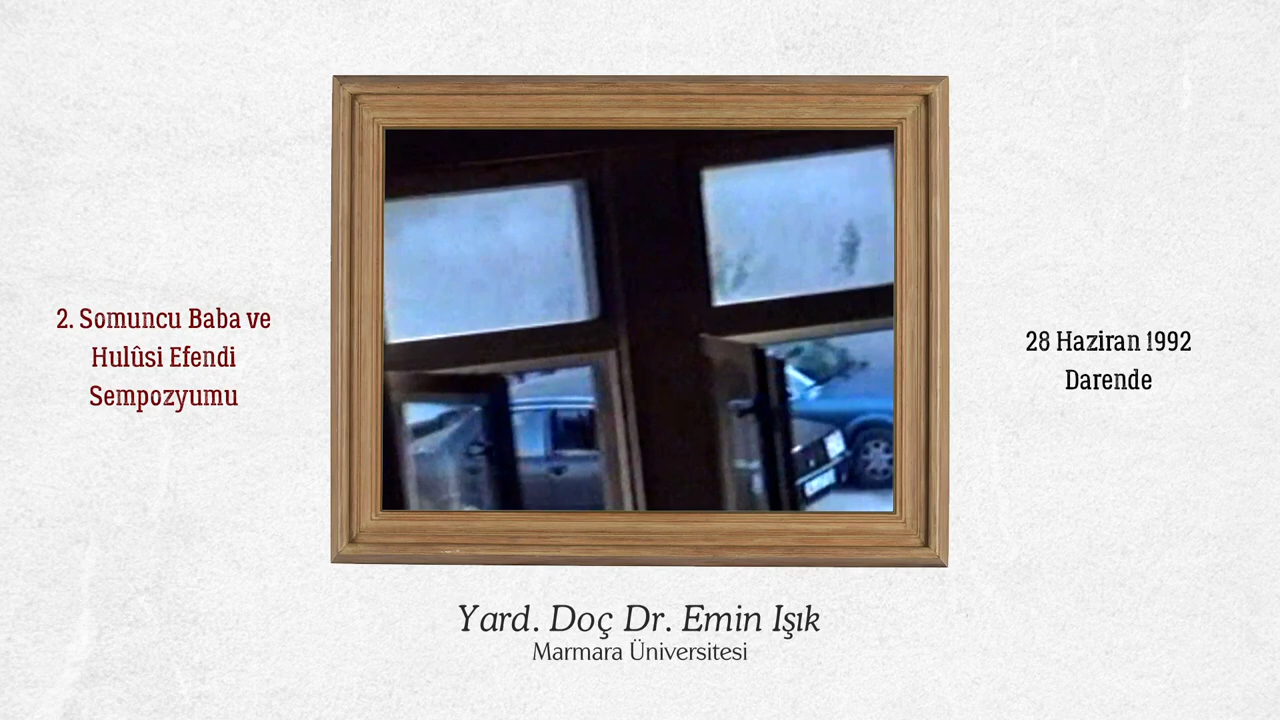 2. Somuncu Baba ve
Hulûsi Efendi
Sempozyumu
28 Haziran 1992
Darende
Yard. Doç Dr. Emin Işık
Marmara Üniversitesi